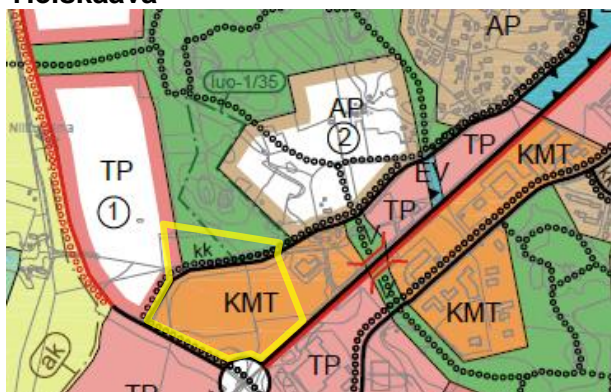 Yleiskaava
AP
luo-1/35
AP
2
TP
KMT
TP
1
EV
TP
kk
KMT
KMT
TP
ak
TP